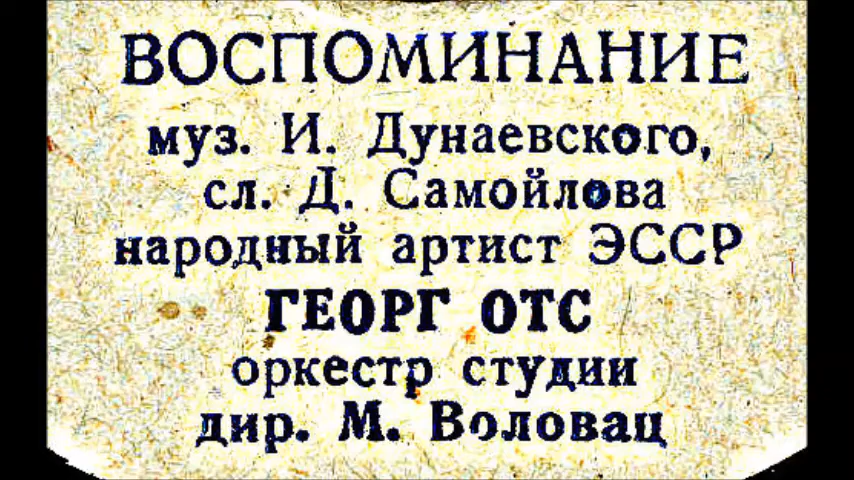 ВОСПОМИНАНИЕ
муз. И. Дунаевского,
сл. Д. Самойлова
народный артист ЭССР
ГЕОРГ ОТС
оркестр студии
дир. М. Воловац